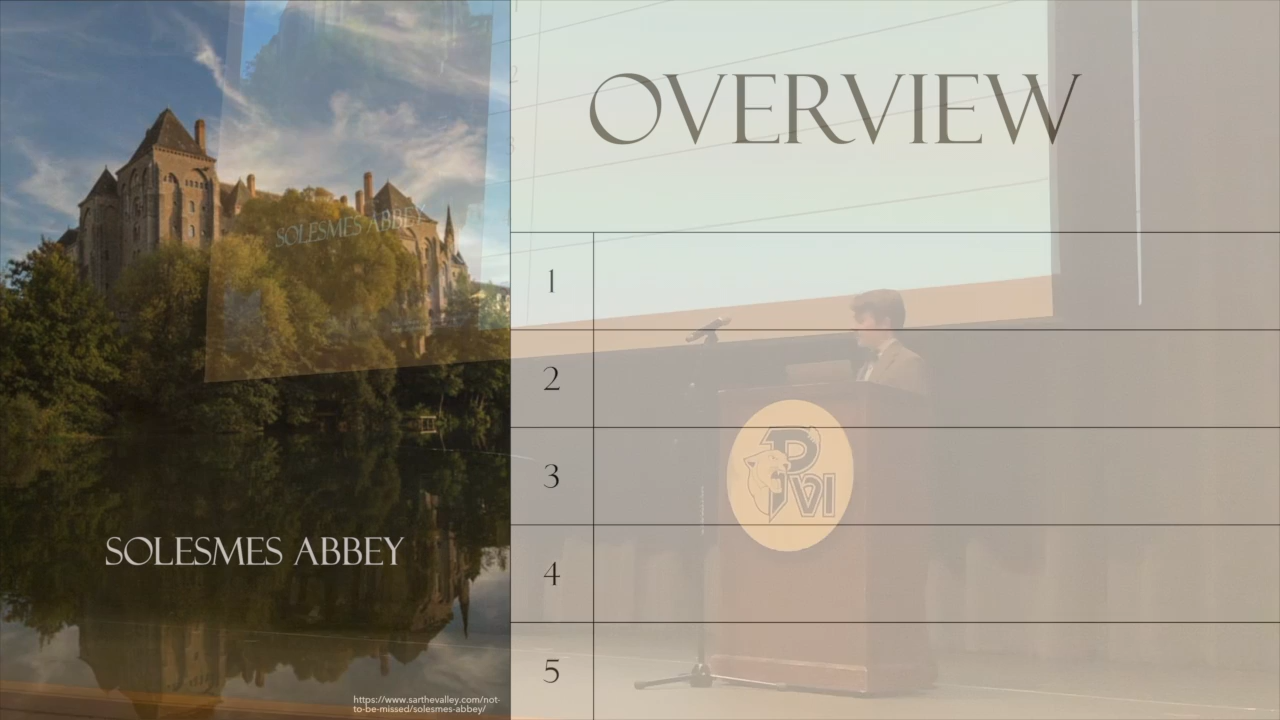 OVERVIEW
1
SOLESMES ABBEY
2
3
PVI
4
SOLESMES ABBEY
5
https://www.sarthevalley.com/not-
to-be-missed/solesmes-abbey/